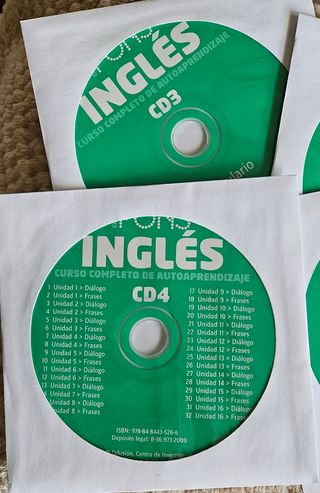 PONS
INGLÉS
CURSO COMPLETO DE AUTOAPRENDIZAJE
CD3
PONS
INGLÉS
CURSO COMPLETO DE AUTOAPRENDIZAJE
CD4
1 Unidad 1 > Diálogo
2 Unidad 1 > Frases
3 Unidad 2 > Diálogo
4 Unidad 2 > Frases
5 Unidad 3 > Diálogo
6 Unidad 3 > Frases
7 Unidad 4 > Diálogo
8 Unidad 4 > Frases
9 Unidad 5 > Diálogo
10 Unidad 5 > Frases
11 Unidad 6 > Diálogo
12 Unidad 6 > Frases
13 Unidad 7 > Diálogo
Unidad 7 > Frases
Unidad 8 > Diálogo
Unidad 8 > Frases
17 Unidad 9 > Diálogo
18 Unidad 9 > Frases
19 Unidad 10 > Diálogo
20 Unidad 10 > Frases
21 Unidad 11 > Diálogo
22 Unidad 11 > Frases
23 Unidad 12 > Diálogo
24 Unidad 12 > Frases
25 Unidad 13 > Diálogo
26 Unidad 13 > Frases
27 Unidad 14 > Diálogo
28 Unidad 14 > Frases
29 Unidad 15 > Diálogo
30 Unidad 15 > Frases
31 Unidad 16 > Diálogo
32 Unidad 16 > Frases
ISBN: 978-84-8443-526-6
Depósito legal: B-36.973-2009
Difusión, Centro de